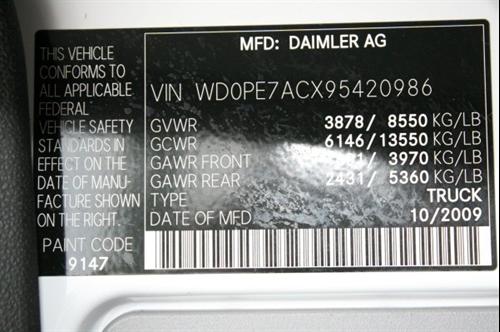 MFD: DAIMLER AG
THIS VEHICLE
CONFORMS TO
ALL APPLICABLE
FEDERAL
VEHICLE SAFETY
STANDARDS IN
EFFECT ON THE
DATE OF MANU-
FACTURE SHOWN
ON THE RIGHT.
PAINT CODE
9147
VIN WD0PE7ACX95420986
GVWR 3878/ 8550 KG/LB
GCWR 6146/13550 KG/LB
GAWR FRONT / 3970 KG/LB
GAWR REAR 2431/ 5360 KG/LB
TYPE TRUCK
DATE OF MFD 10/2009